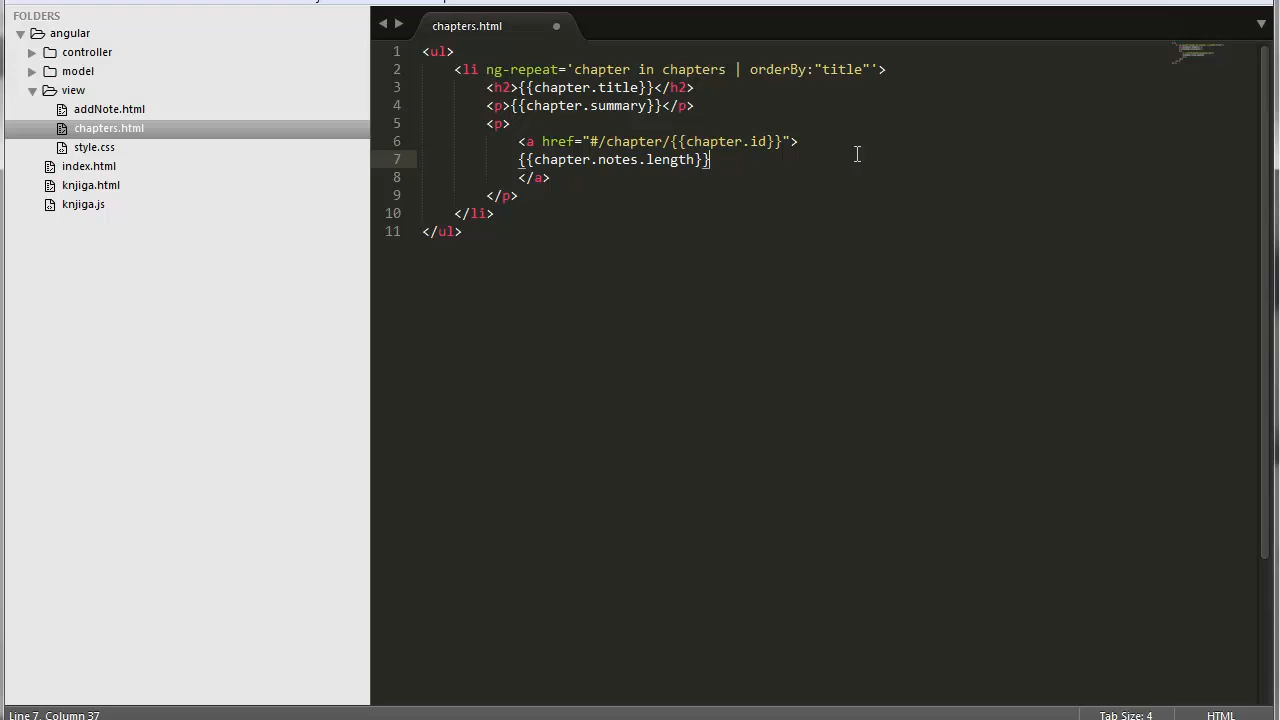 FOLDERS
angular
controller
model
view
addNote.html
chapters.html
style.css
index.html
knjiga.html
knjiga.js
chapters.html
1 <ul>
2 <li ng-repeat='chapter in chapters | orderBy:"title"'>
3 <h2>{{chapter.title}}</h2>
4 <p>{{chapter.summary}}</p>
5 <p>
6 <a href="#/chapter/{{chapter.id}}">
7 {{chapter.notes.length}}
8 </a>
9 </p>
10 </li>
11 </ul>
Line 7, Column 37
Tab Size: 4
HTML